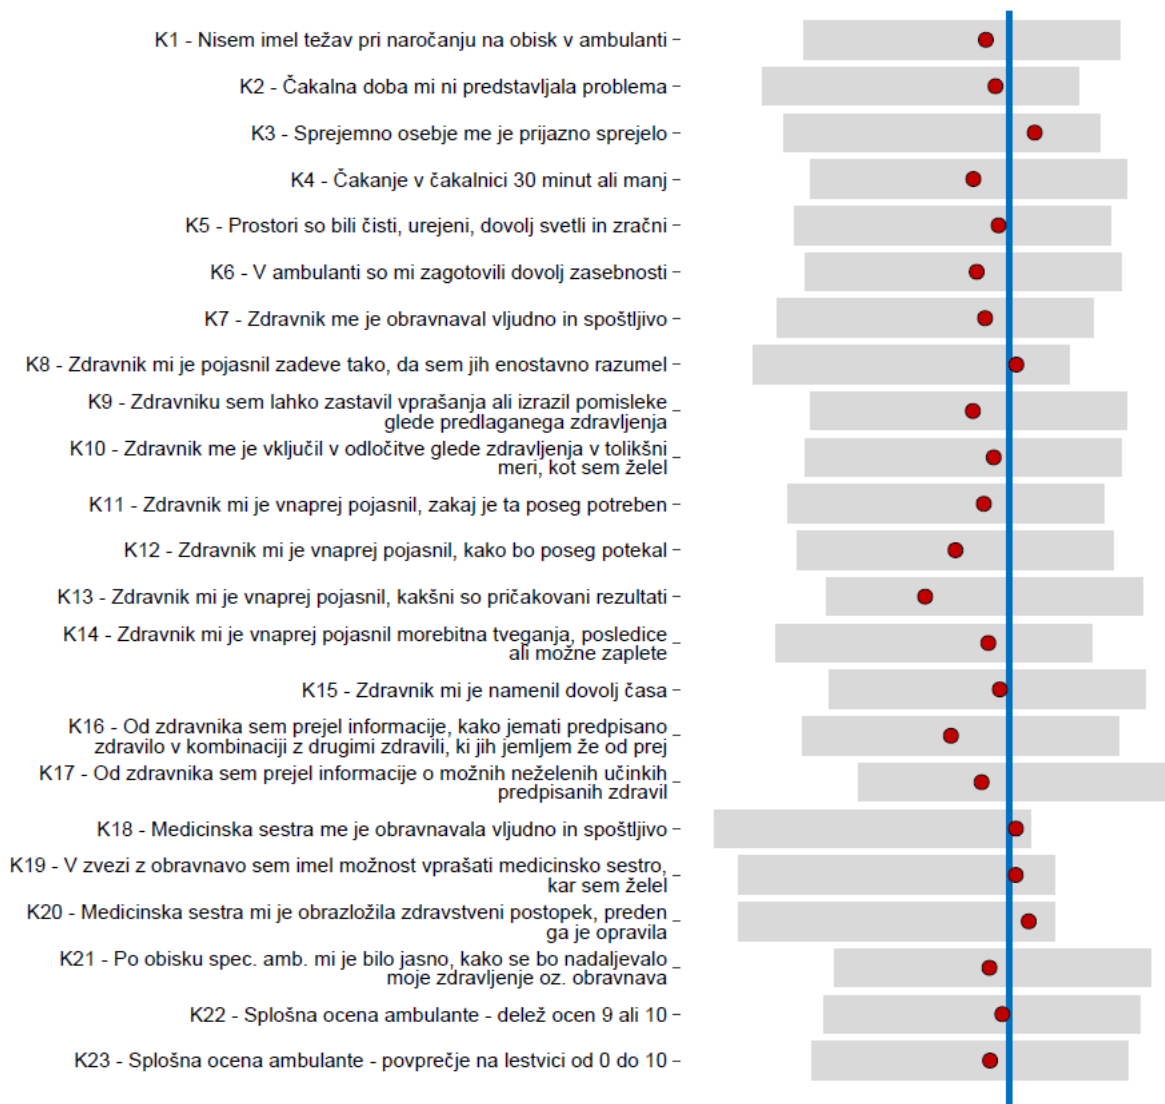 K1 - Nisem imel težav pri naročanju na obisk v ambulanti
K2 - Čakalna doba mi ni predstavljala problema
K3 - Sprejemno osebje me je prijazno sprejelo
K4 - Čakanje v čakalnici 30 minut ali manj
K5 - Prostori so bili čisti, urejeni, dovolj svetli in zračni
K6 - V ambulanti so mi zagotovili dovolj zasebnosti
K7 - Zdravnik me je obravnaval vljudno in spoštljivo
K8 - Zdravnik mi je pojasnil zadeve tako, da sem jih enostavno razumel
K9 - Zdravniku sem lahko zastavil vprašanja ali izrazil pomisleke
glede predlaganega zdravljenja
K10 - Zdravnik me je vključil v odločitve glede zdravljenja v tolikšni
meri, kot sem želel
K11 - Zdravnik mi je vnaprej pojasnil, zakaj je ta poseg potreben
K12 - Zdravnik mi je vnaprej pojasnil, kako bo poseg potekal
K13 - Zdravnik mi je vnaprej pojasnil, kakšni so pričakovani rezultati
K14 - Zdravnik mi je vnaprej pojasnil morebitna tveganja, posledice
ali možne zaplete
K15 - Zdravnik mi je namenil dovolj časa
K16 - Od zdravnika sem prejel informacije, kako jemati predpisano
zdravilo v kombinaciji z drugimi zdravili, ki jih jemljem že od prej
K17 - Od zdravnika sem prejel informacije o možnih neželenih učinkih
predpisanih zdravil
K18 - Medicinska sestra me je obravnavala vljudno in spoštljivo
K19 - V zvezi z obravnavo sem imel možnost vprašati medicinsko sestro,
kar sem želel
K20 - Medicinska sestra mi je obrazložila zdravstveni postopek, preden
ga je opravila
K21 - Po obisku spec. amb. mi je bilo jasno, kako se bo nadaljevalo
moje zdravljenje oz. obravnava
K22 - Splošna ocena ambulante - delež ocen 9 ali 10
K23 - Splošna ocena ambulante - povprečje na lestvici od 0 do 10